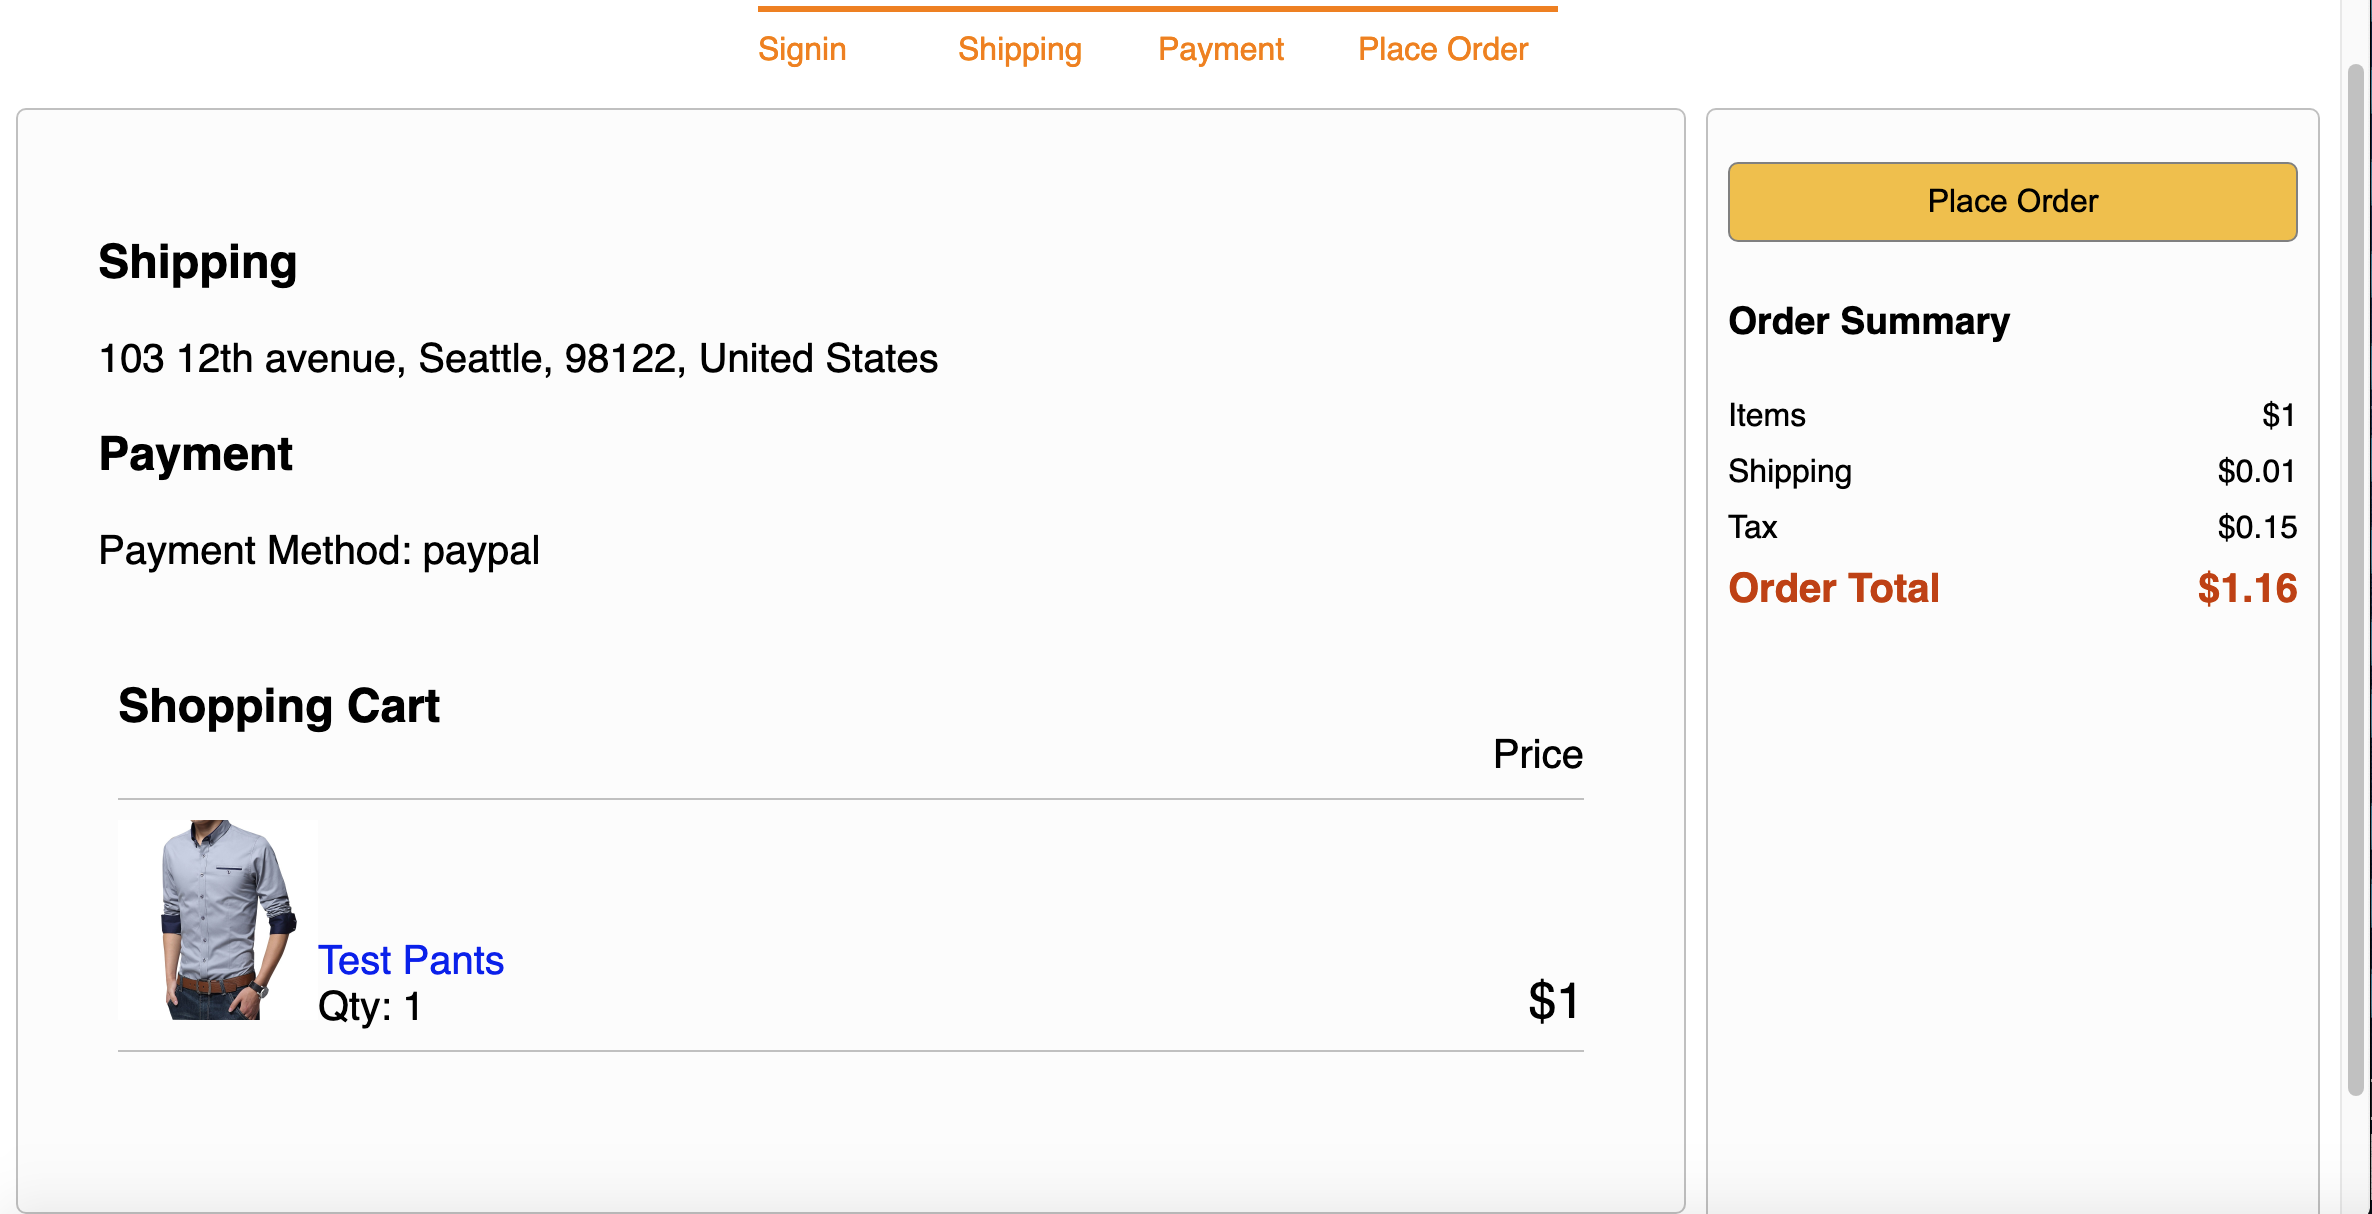 Signin Shipping Payment Place Order
Shipping
103 12th avenue, Seattle, 98122, United States
Payment
Payment Method: paypal
Shopping Cart
Price
Test Pants
Qty: 1
$1
Place Order
Order Summary
Items $1
Shipping $0.01
Tax $0.15
Order Total $1.16